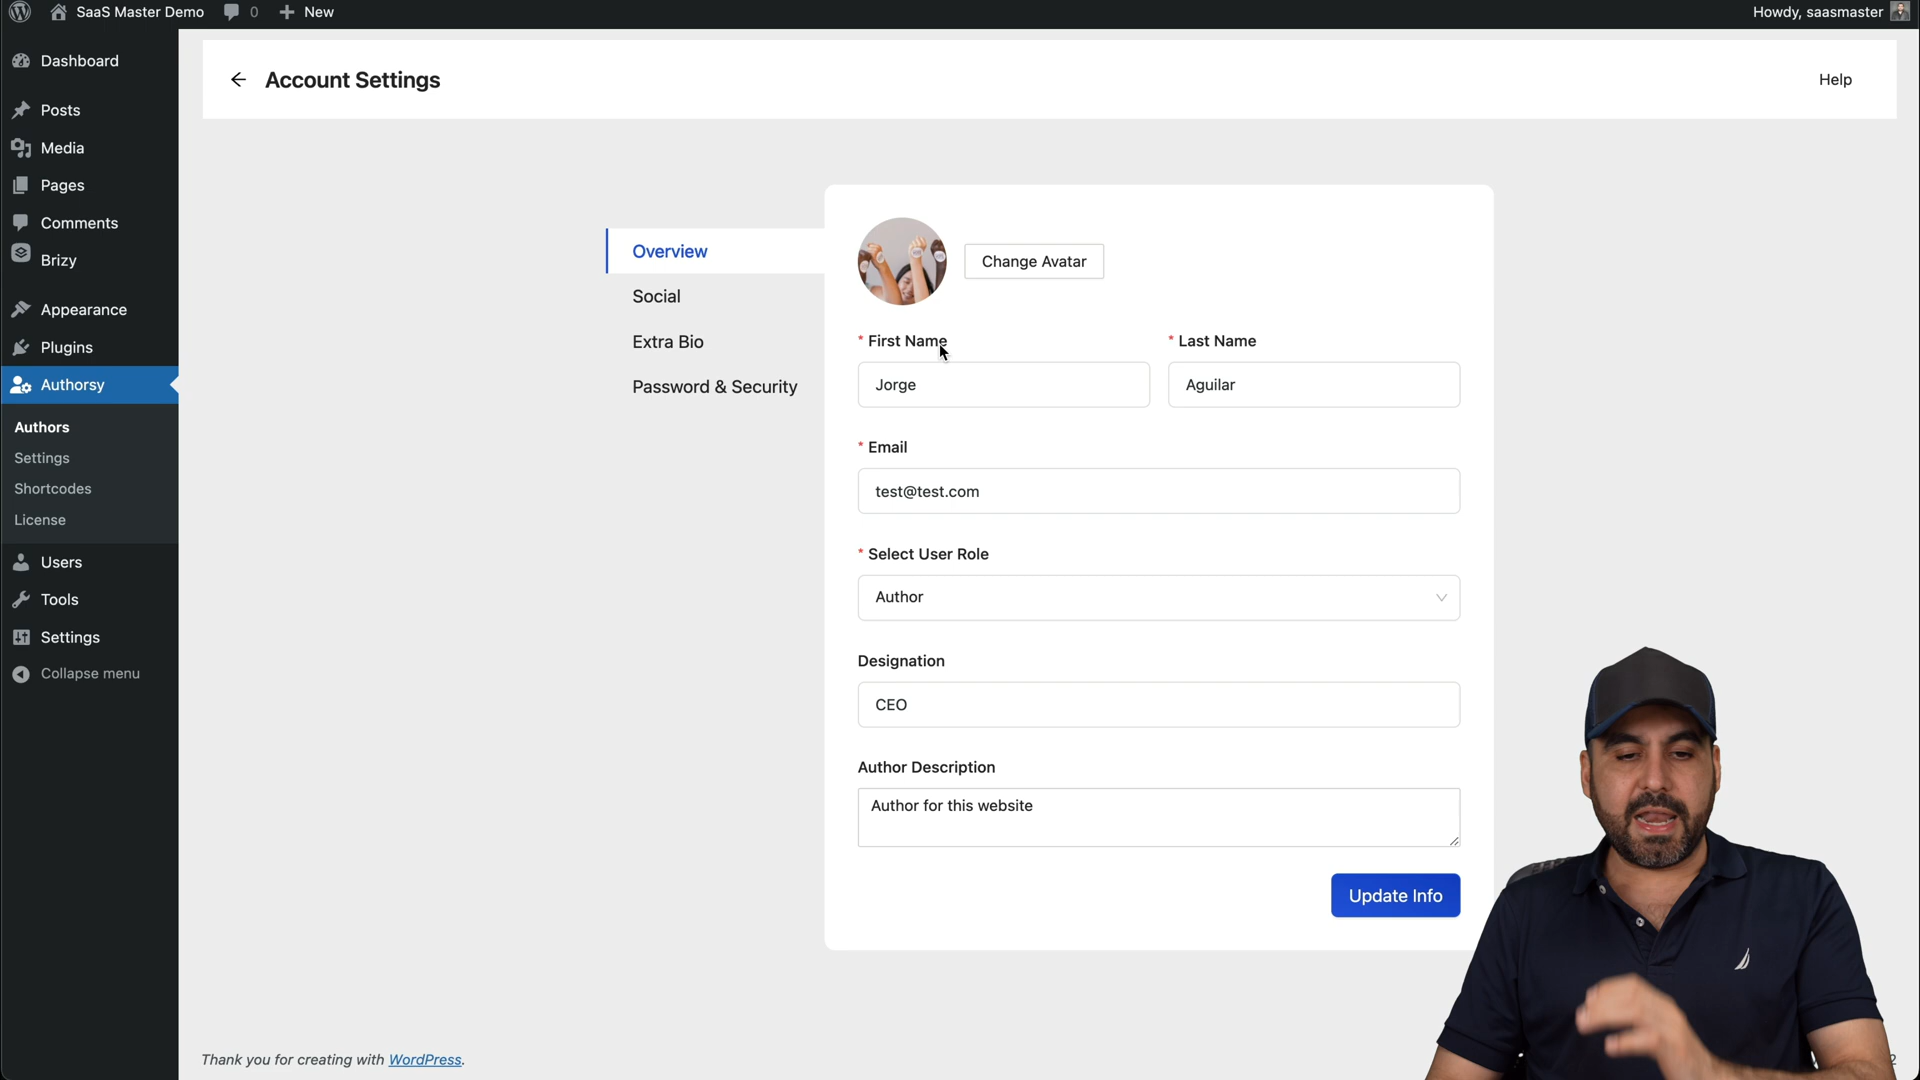 SaaS Master Demo 0 New Howdy, saasmaster
Dashboard
Posts
Media
Pages
Comments
Brizy
Appearance
Plugins
Authorsy
Authors
Settings
Shortcodes
License
Users
Tools
Settings
Collapse menu
Account Settings Help
Overview
Social
Extra Bio
Password & Security
Change Avatar
* First Name * Last Name
Jorge Aguilar
* Email
test@test.com
* Select User Role
Author
Designation
CEO
Author Description
Author for this website
Update Info
Thank you for creating with WordPress.